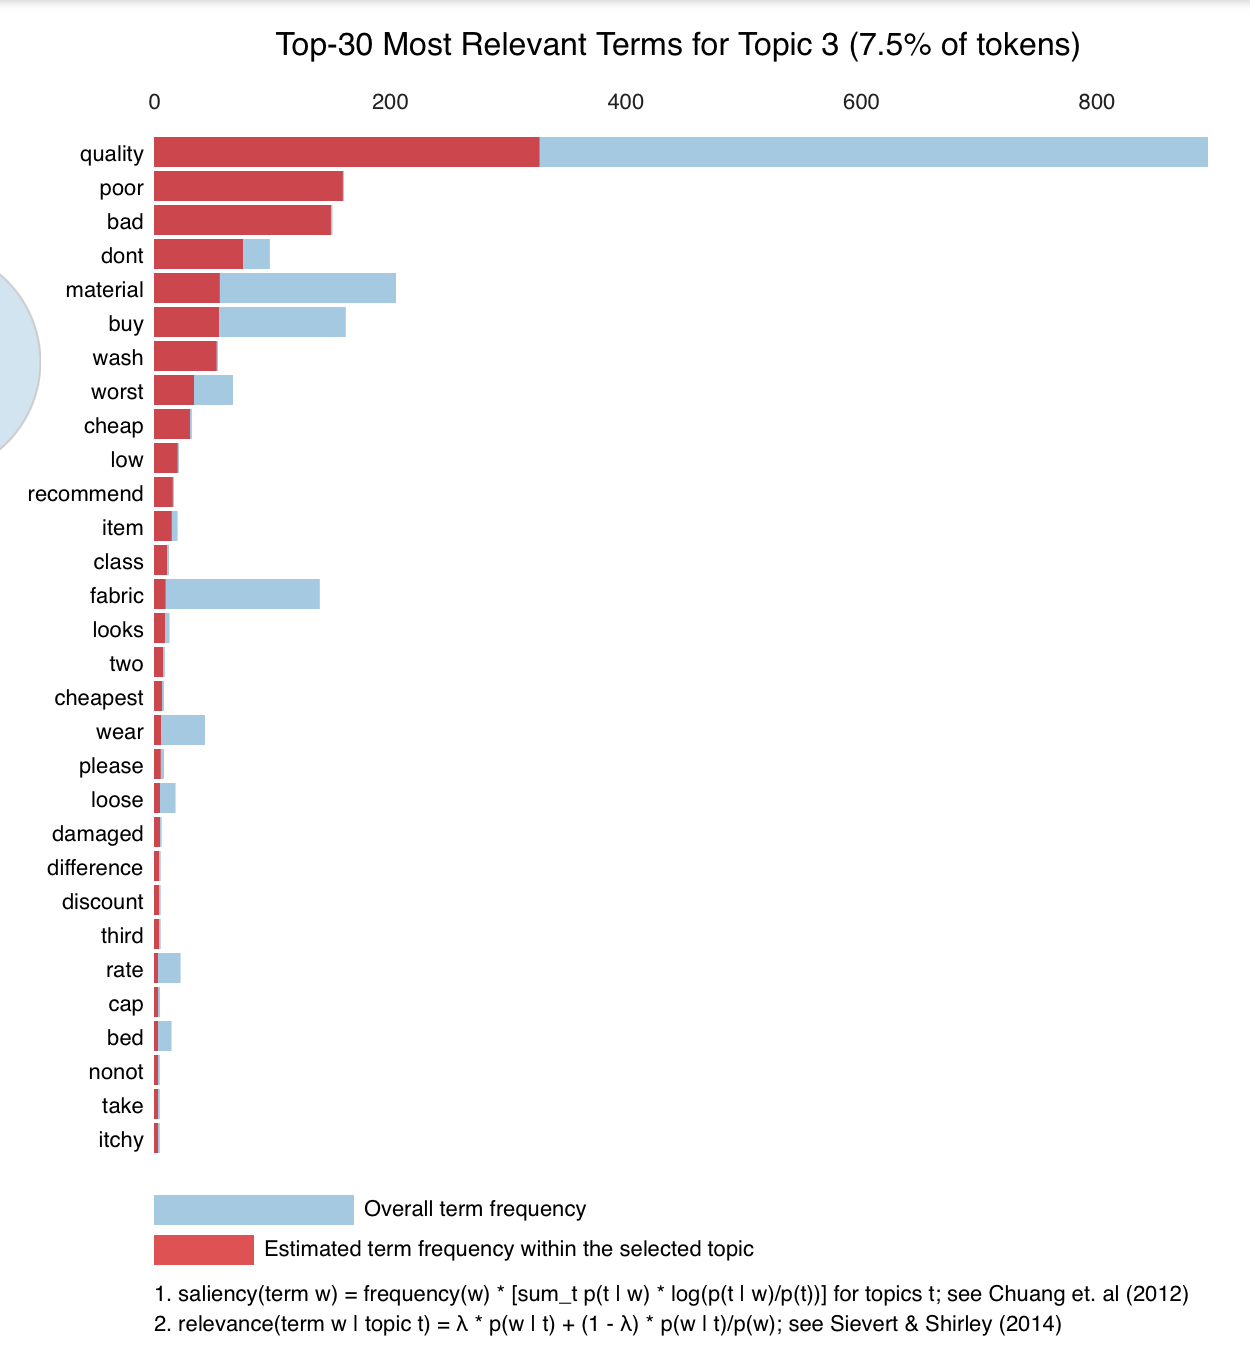 Top-30 Most Relevant Terms for Topic 3 (7.5% of tokens)
0 200 400 600 800
quality
poor
bad
dont
material
buy
wash
worst
cheap
low
recommend
item
class
fabric
looks
two
cheapest
wear
please
loose
damaged
difference
discount
third
rate
cap
bed
nonot
take
itchy
Overall term frequency
Estimated term frequency within the selected topic
1. saliency(term w) = frequency(w) * [sum_t p(t | w) * log(p(t | w)/p(t))] for topics t; see Chuang et. al (2012)
2. relevance(term w | topic t) = λ * p(w | t) + (1 - λ) * p(w | t)/p(w); see Sievert & Shirley (2014)